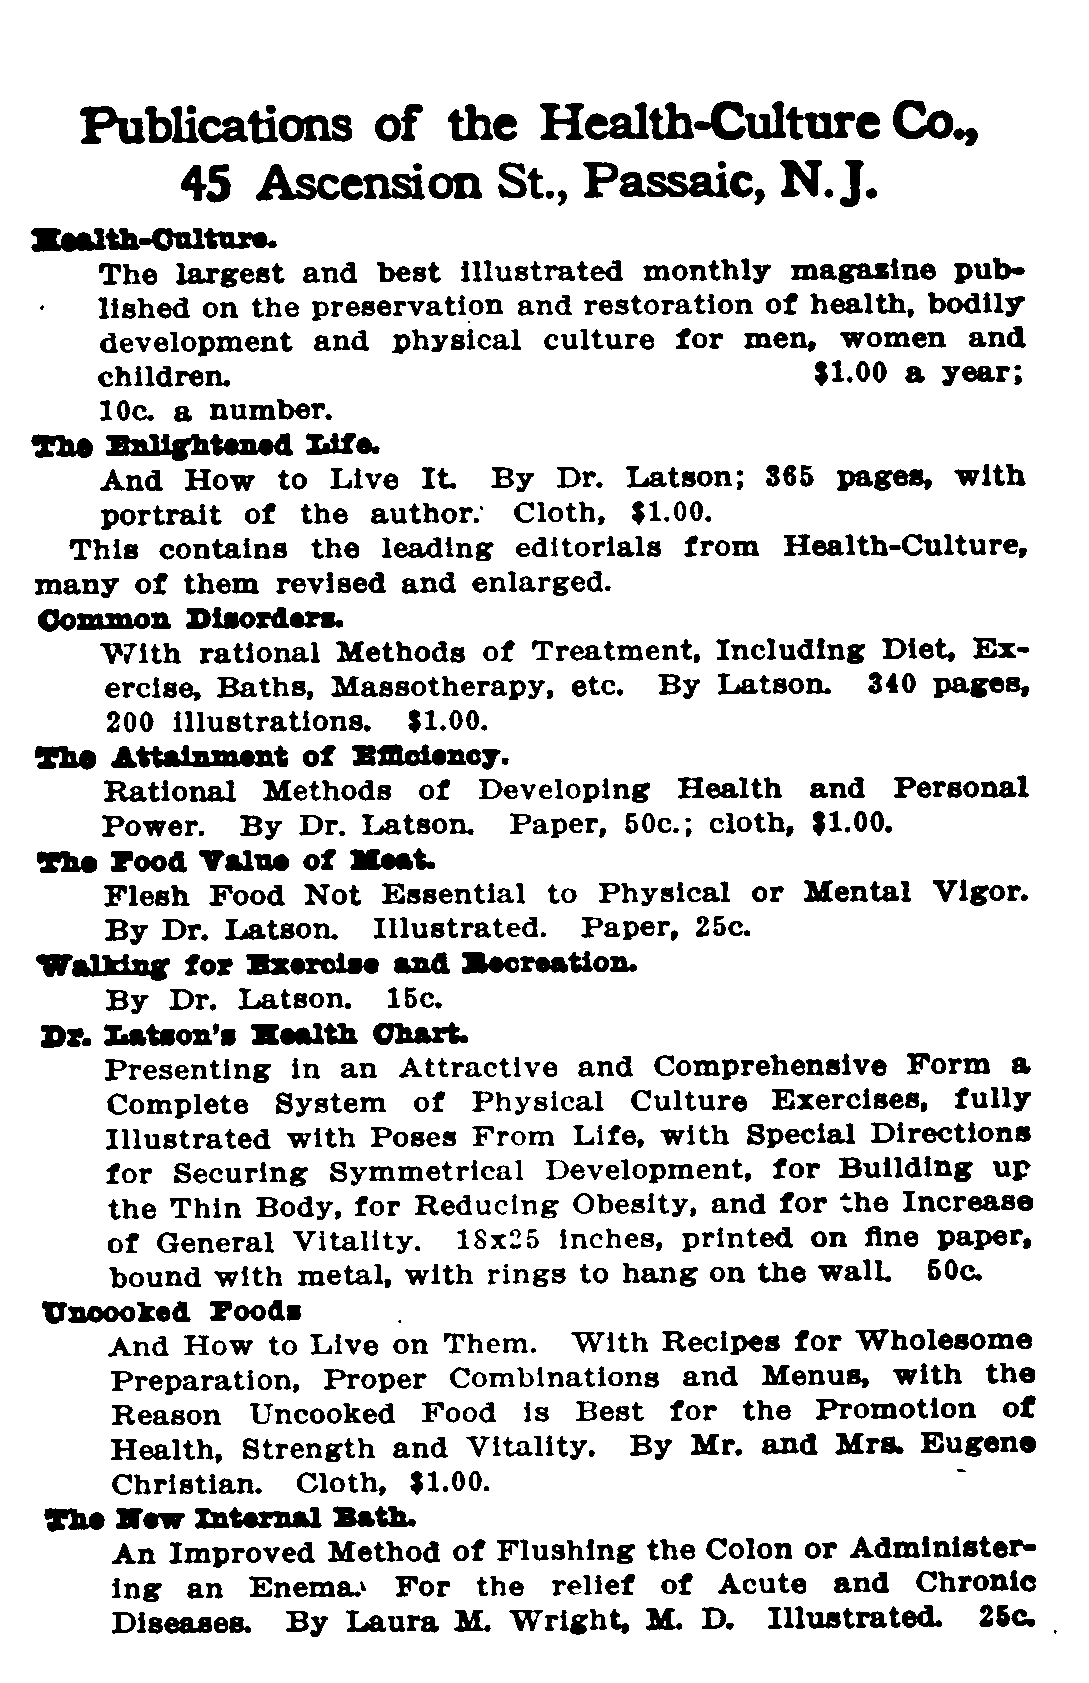 Publications of the Health-Culture Co.,
45 Ascension St., Passaic, N. J.
Health-Culture.
The largest and best illustrated monthly magazine pub-
lished on the preservation and restoration of health, bodily
development and physical culture for men, women and
children. $1.00 a year;
10c. a number.
The Enlightened Life.
And How to Live It. By Dr. Latson; 365 pages, with
portrait of the author. Cloth, $1.00.
This contains the leading editorials from Health-Culture,
many of them revised and enlarged.
Common Disorders.
With rational Methods of Treatment, Including Diet, Ex-
ercise, Baths, Massotherapy, etc. By Latson. 340 pages,
200 illustrations. $1.00.
The Attainment of Efficiency.
Rational Methods of Developing Health and Personal
Power. By Dr. Latson. Paper, 50c.; cloth, $1.00.
The Food Value of Meat.
Flesh Food Not Essential to Physical or Mental Vigor.
By Dr. Latson. Illustrated. Paper, 25c.
Walking for Exercise and Recreation.
By Dr. Latson. 15c.
Dr. Latson's Health Chart.
Presenting in an Attractive and Comprehensive Form a
Complete System of Physical Culture Exercises, fully
Illustrated with Poses From Life, with Special Directions
for Securing Symmetrical Development, for Building up
the Thin Body, for Reducing Obesity, and for the Increase
of General Vitality. 18x25 inches, printed on fine paper,
bound with metal, with rings to hang on the wall. 50c.
Uncooked Foods
And How to Live on Them. With Recipes for Wholesome
Preparation, Proper Combinations and Menus, with the
Reason Uncooked Food is Best for the Promotion of
Health, Strength and Vitality. By Mr. and Mrs. Eugene
Christian. Cloth, $1.00.
The New Internal Bath.
An Improved Method of Flushing the Colon or Administer-
ing an Enema. For the relief of Acute and Chronic
Diseases. By Laura M. Wright, M. D. Illustrated. 25c.